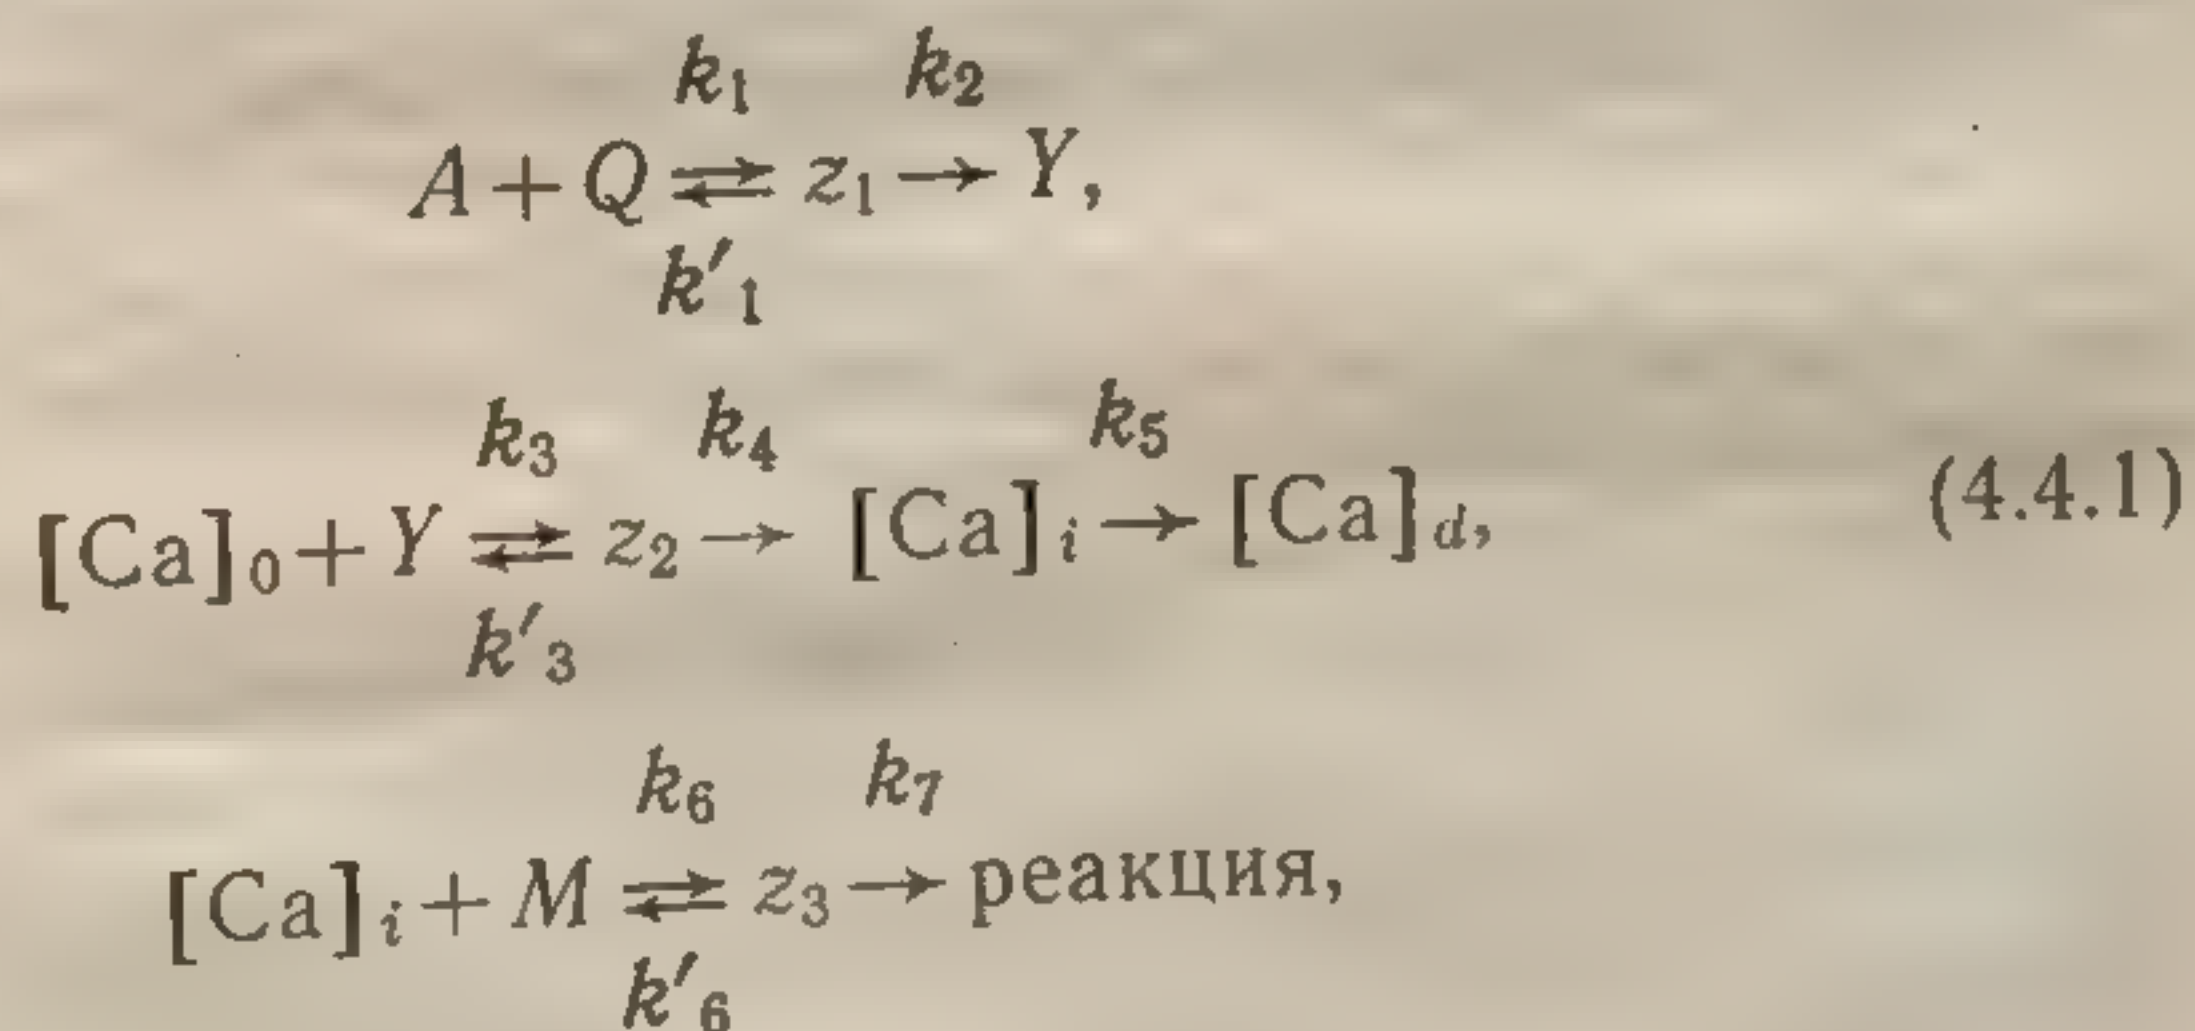 k₁ k₂
A + Q ⇌ z₁ → Y,
k′₁
k₃ k₄ k₅
[Ca]₀ + Y ⇌ z₂ → [Ca]ᵢ → [Ca]d, (4.4.1)
k′₃
k₆ k₇
[Ca]ᵢ + M ⇌ z₃ → реакция,
k′₆